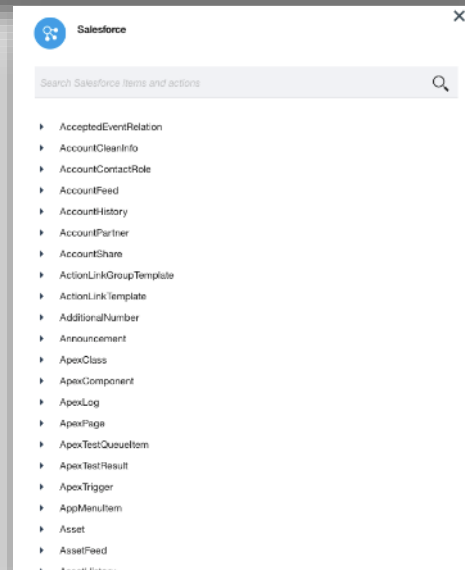 Salesforce
Search Salesforce items and actions
AcceptedEventRelation
AccountCleanInfo
AccountContactRole
AccountFeed
AccountHistory
AccountPartner
AccountShare
ActionLinkGroupTemplate
ActionLinkTemplate
AdditionalNumber
Announcement
ApexClass
ApexComponent
ApexLog
ApexPage
ApexTestQueueItem
ApexTestResult
ApexTrigger
AppMenuItem
Asset
AssetFeed